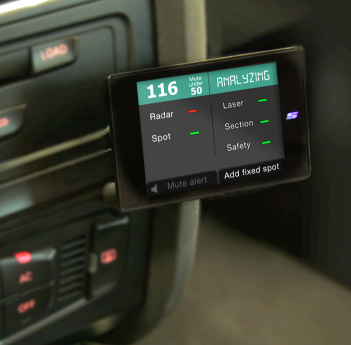 LOAD
116 Mute under 50 ANALYZING
Radar
Laser
Spot
Section
Safety
Mute alert
Add fixed spot
AC
OFF